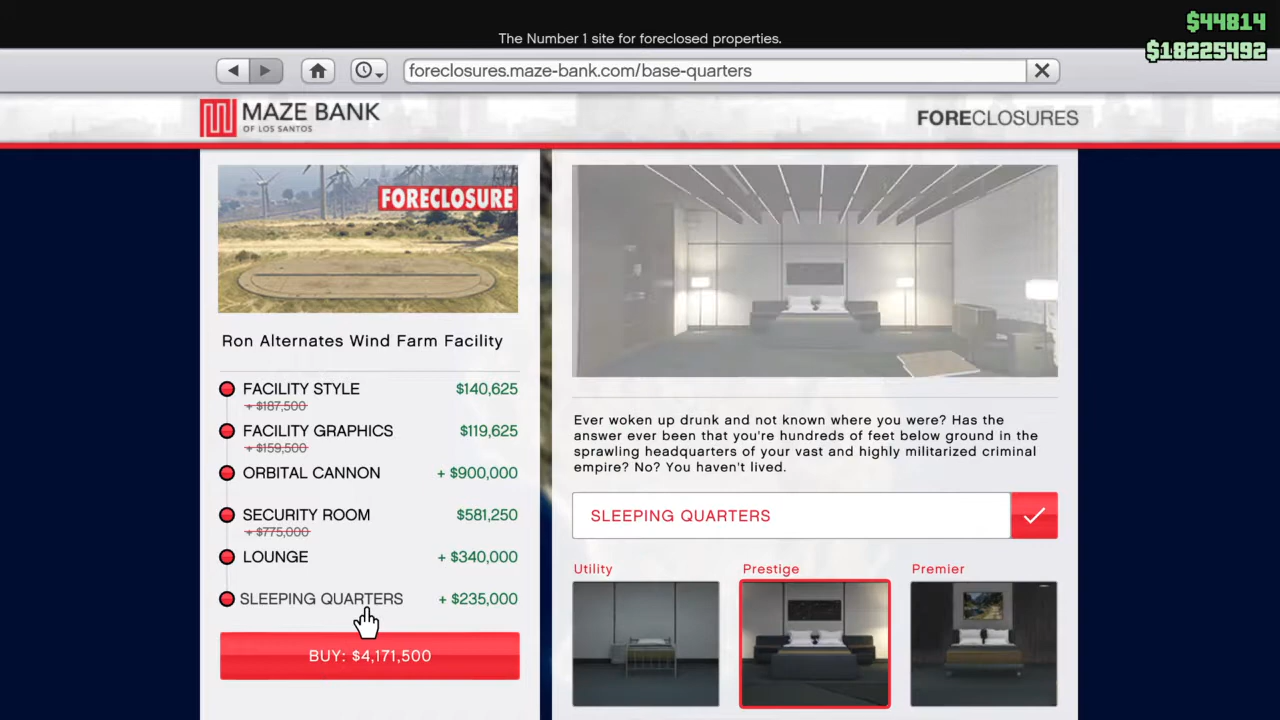 $44814
The Number 1 site for foreclosed properties.
$18225492
foreclosures.maze-bank.com/base-quarters
MAZE BANK
OF LOS SANTOS
FORECLOSURES
FORECLOSURE
Ron Alternates Wind Farm Facility
FACILITY STYLE $140,625
+ $187,500
FACILITY GRAPHICS $119,625
+ $159,500
ORBITAL CANNON + $900,000
SECURITY ROOM $581,250
+ $775,000
LOUNGE + $340,000
SLEEPING QUARTERS + $235,000
BUY: $4,171,500
Ever woken up drunk and not known where you were? Has the
answer ever been that you're hundreds of feet below ground in the
sprawling headquarters of your vast and highly militarized criminal
empire? No? You haven't lived.
SLEEPING QUARTERS
Utility Prestige Premier